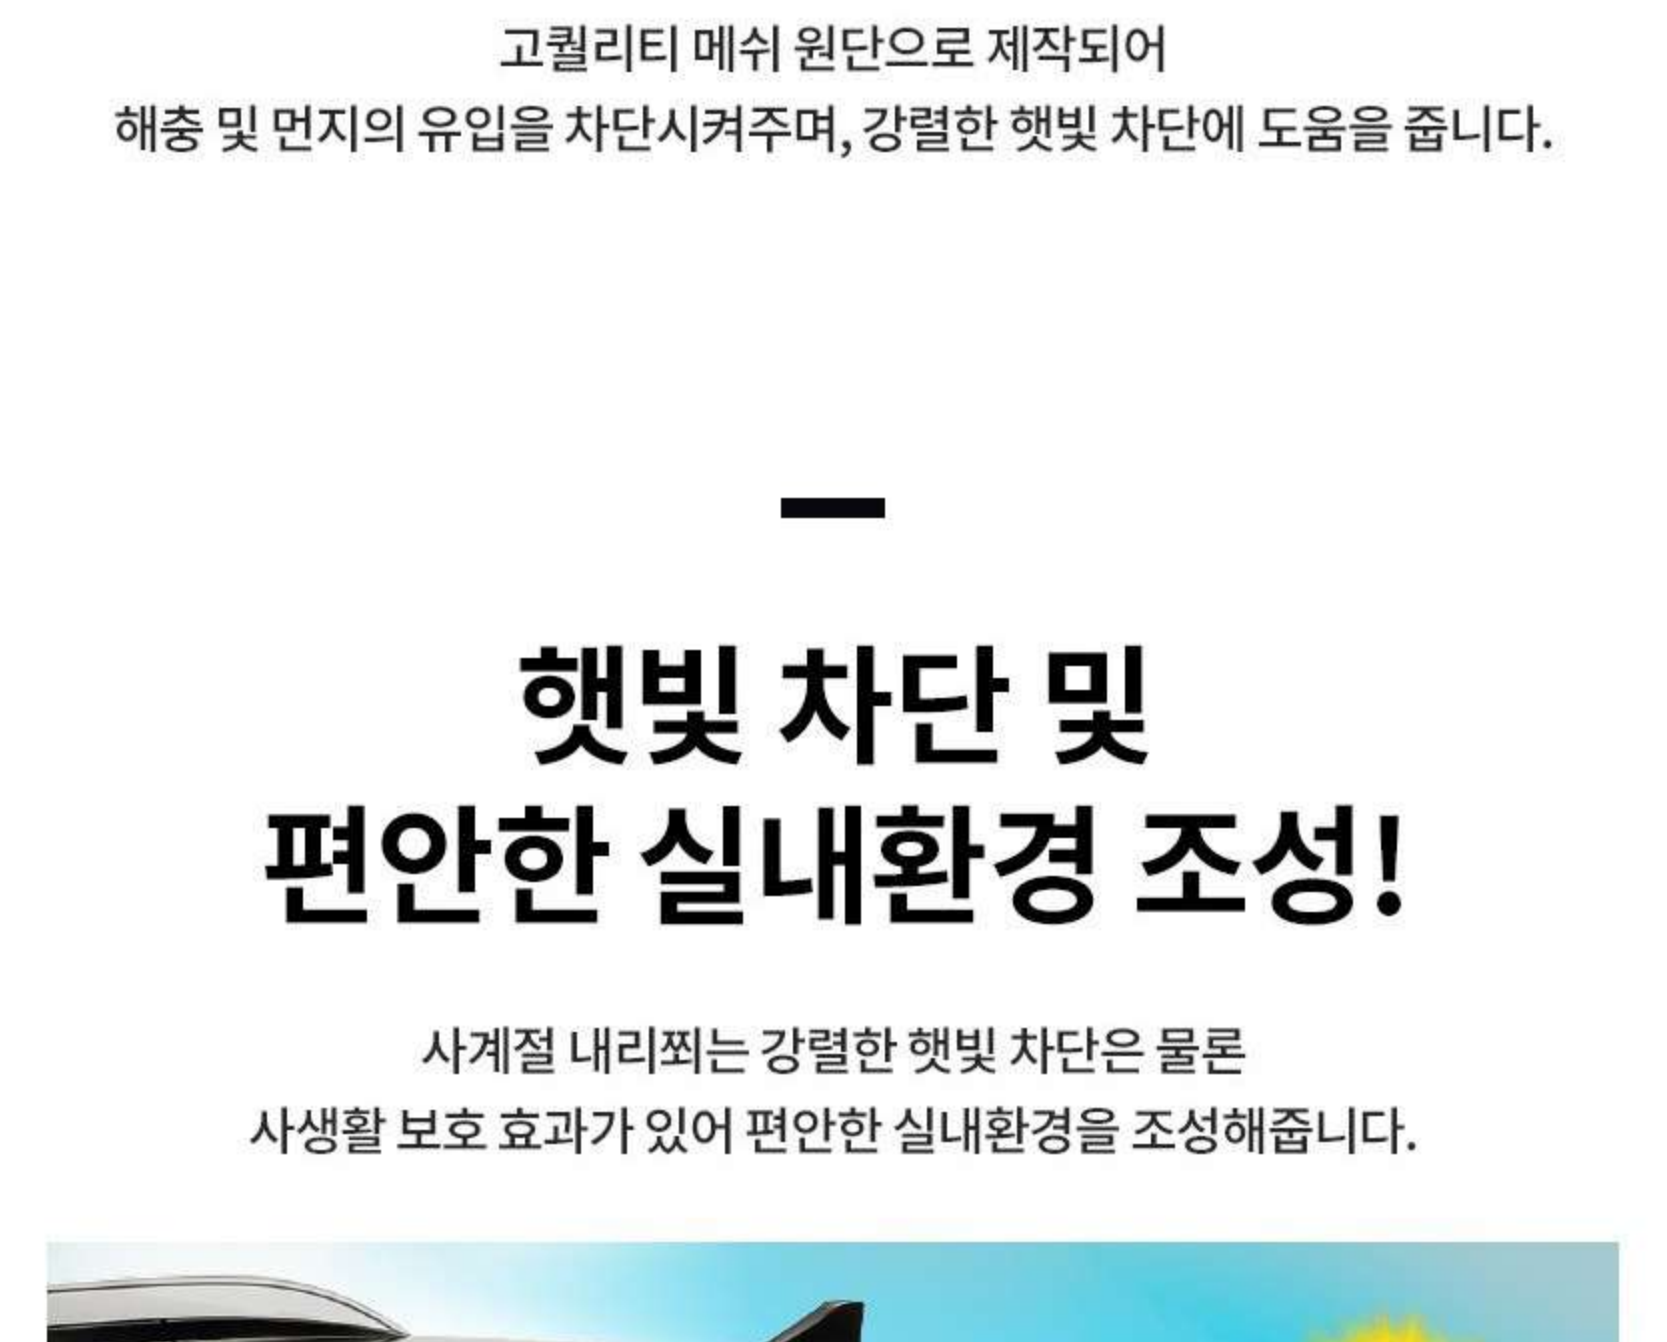 고퀄리티 메쉬 원단으로 제작되어
해충 및 먼지의 유입을 차단시켜주며, 강렬한 햇빛 차단에 도움을 줍니다.
햇빛 차단 및
편안한 실내환경 조성!
사계절 내리쬐는 강렬한 햇빛 차단은 물론
사생활 보호 효과가 있어 편안한 실내환경을 조성해줍니다.